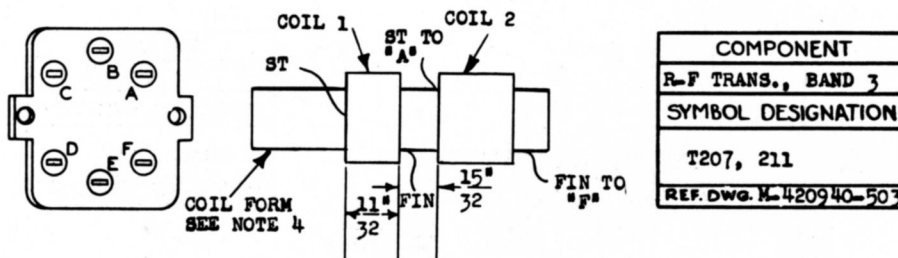 COIL 1
COIL 2
ST TO
"A"
ST
B
C
A
D
F
E
COIL FORM
SEE NOTE 4
11"
32
FIN
15"
32
FIN TO
"F"
COMPONENT
R-F TRANS., BAND 3
SYMBOL DESIGNATION
T207, 211
REF. DWG. M-420940-503